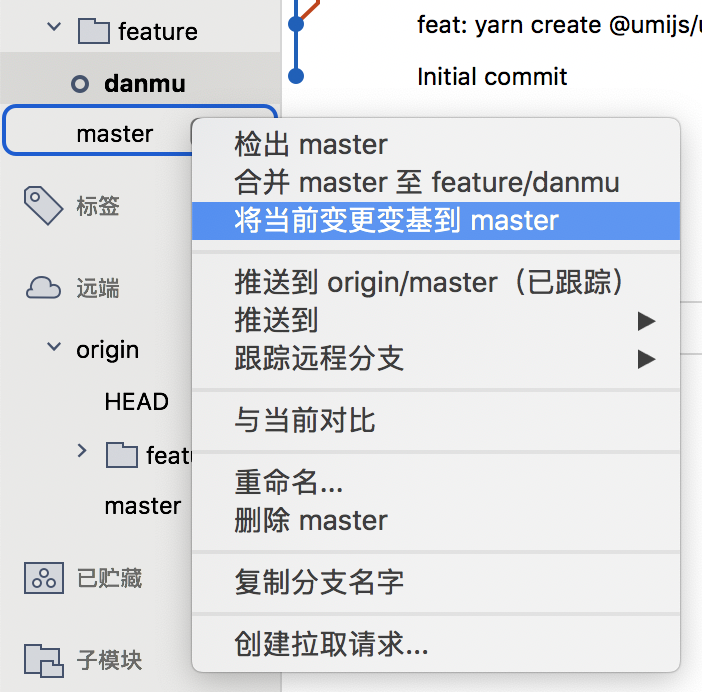 feature
danmu
master
标签
远端
origin
HEAD
master
已贮藏
子模块
feat: yarn create @umijs/
Initial commit
检出 master
合并 master 至 feature/danmu
将当前变更变基到 master
推送到 origin/master（已跟踪）
推送到
跟踪远程分支
与当前对比
重命名...
删除 master
复制分支名字
创建拉取请求...